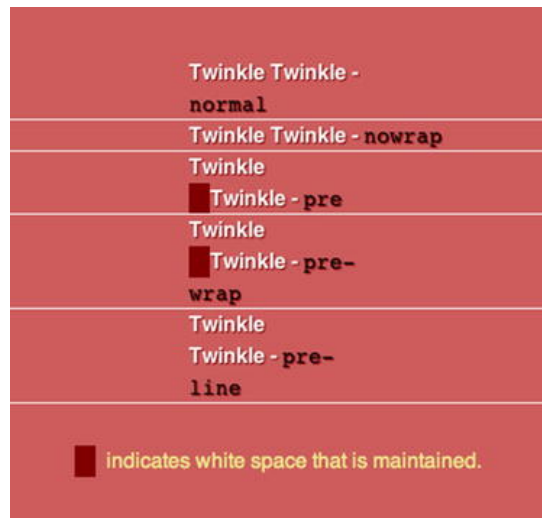 Twinkle Twinkle -
normal
Twinkle Twinkle - nowrap
Twinkle
Twinkle - pre
Twinkle
Twinkle - pre-
wrap
Twinkle
Twinkle - pre-
line
indicates white space that is maintained.